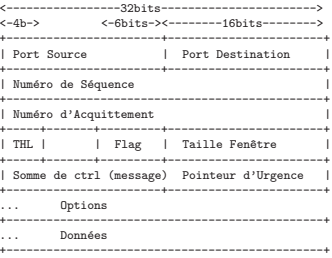 <------------------32bits------------------------->
<-4b->       <-6bits-><--------16bits-------->
+-------------------------+-------------------------+
| Port Source             |  Port Destination       |
+-------------------------+-------------------------+
| Numéro de Séquence                                |
+---------------------------------------------------+
| Numéro d'Acquittement                             |
+-----+--------+----------+-------------------------+
| THL |        |  Flag    | Taille Fenêtre          |
+-----+--------+----------+-------------------------+
| Somme de ctrl (message)   Pointeur d'Urgence      |
+---------------------------------------------------+
...      Options
+---------------------------------------------------+
...      Données
+---------------------------------------------------+